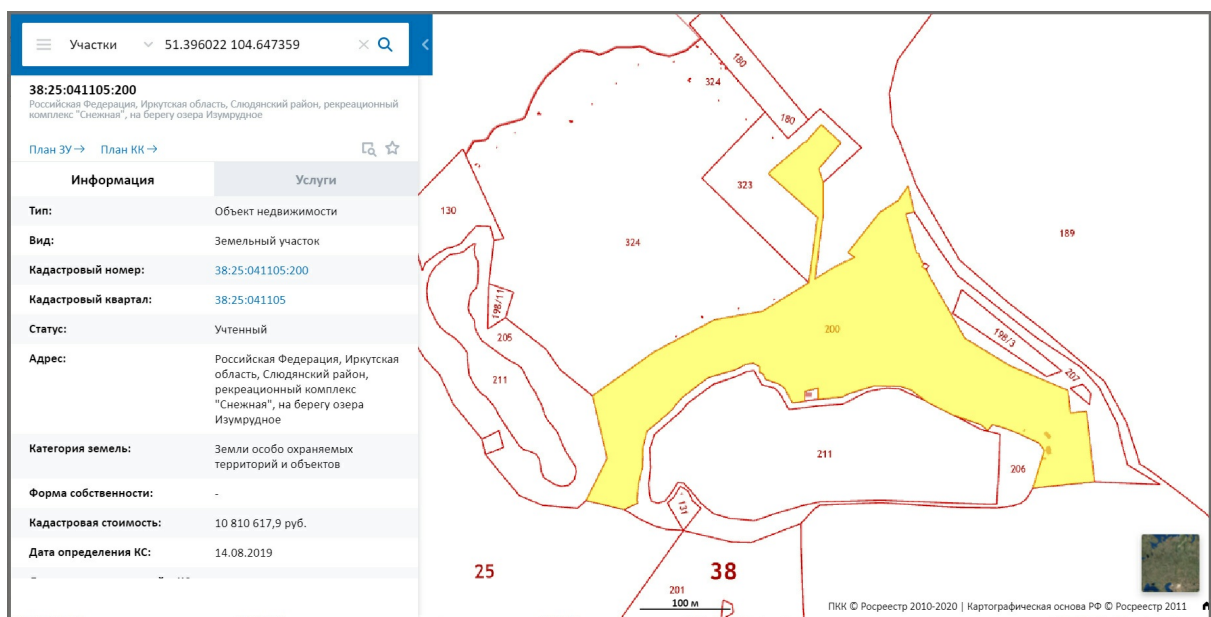 Участки 51.396022 104.647359
38:25:041105:200
Российская Федерация, Иркутская область, Слюдянский район, рекреационный
комплекс "Снежная", на берегу озера Изумрудное
План ЗУ→ План КК→
Информация Услуги
Тип: Объект недвижимости
Вид: Земельный участок
Кадастровый номер: 38:25:041105:200
Кадастровый квартал: 38:25:041105
Статус: Учтенный
Адрес: Российская Федерация, Иркутская
область, Слюдянский район,
рекреационный комплекс
"Снежная", на берегу озера
Изумрудное
Категория земель: Земли особо охраняемых
территорий и объектов
Форма собственности: -
Кадастровая стоимость: 10 810 617,9 руб.
Дата определения КС: 14.08.2019
180
324
180
323
130
324
189
198/11
205
200
198/3
207
211
211
206
131
25
38
201
100 м
ПКК © Росреестр 2010-2020 | Картографическая основа РФ © Росреестр 2011